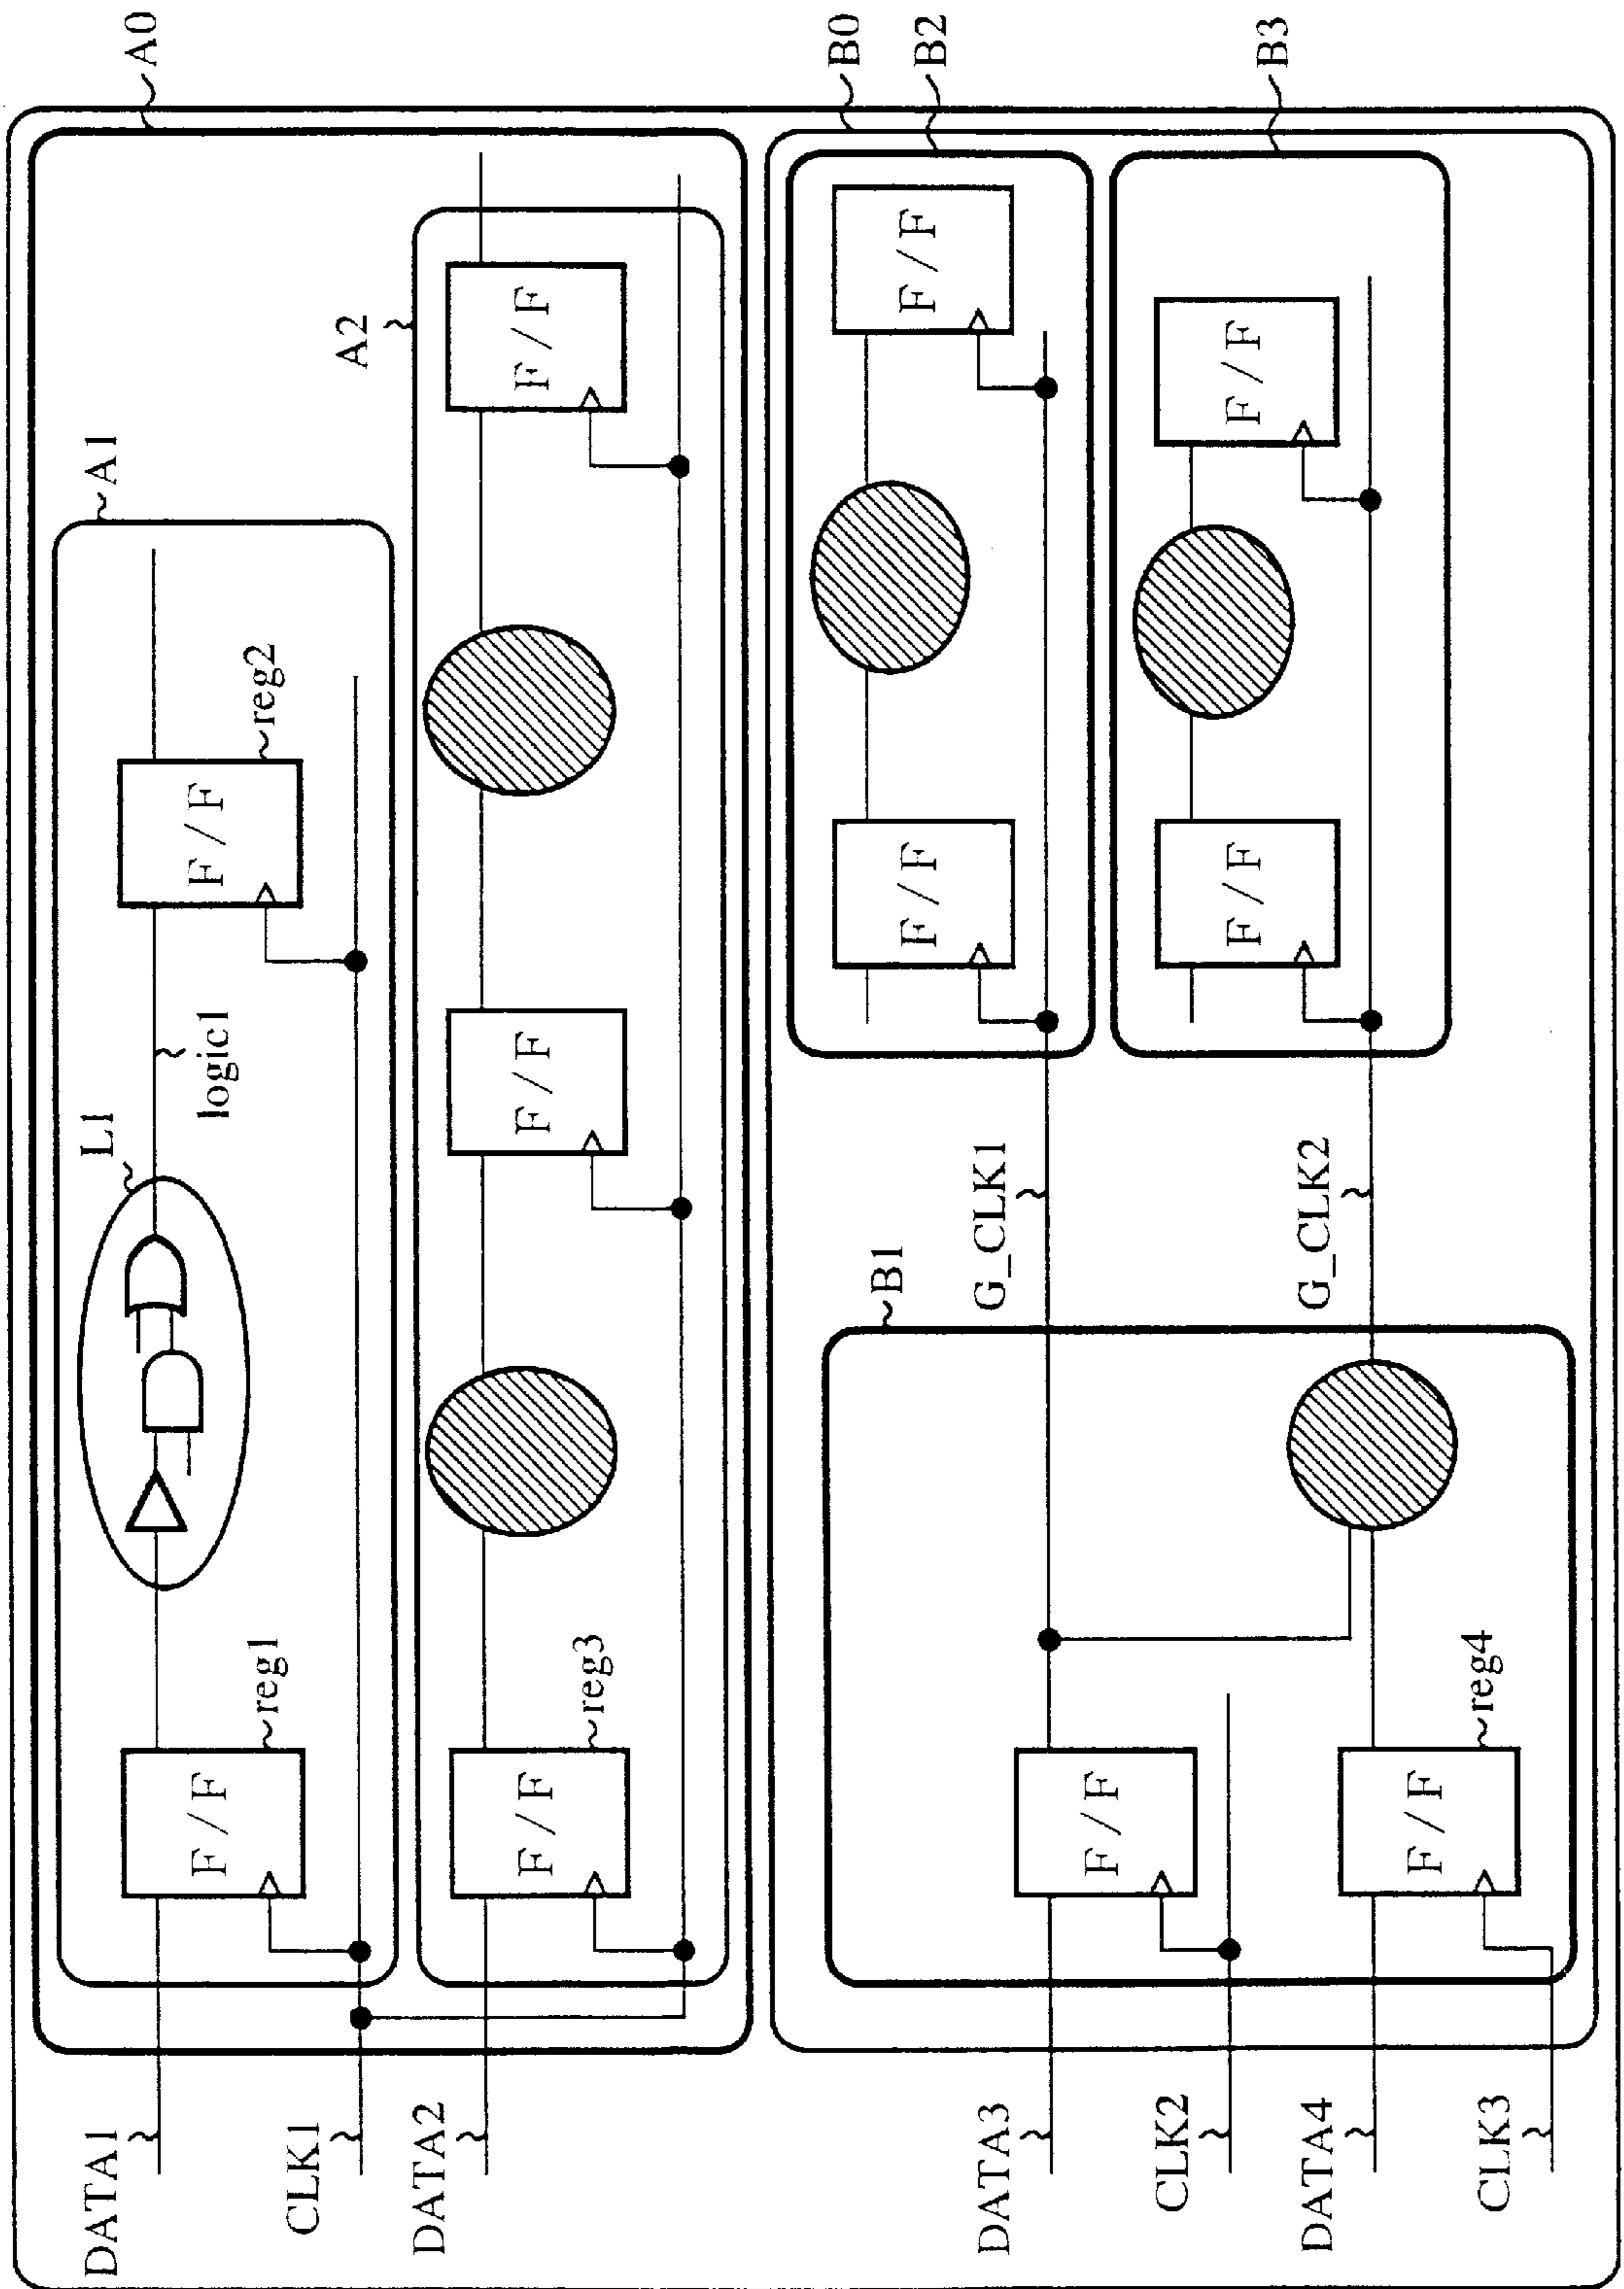 A0
A1
L1
logic1
F/F
reg1
F/F
reg2
DATA1
CLK1
A2
F/F
reg3
F/F
F/F
DATA2
B0
B2
F/F
F/F
B1
G_CLK1
F/F
DATA3
CLK2
B3
F/F
F/F
G_CLK2
F/F
reg4
DATA4
CLK3